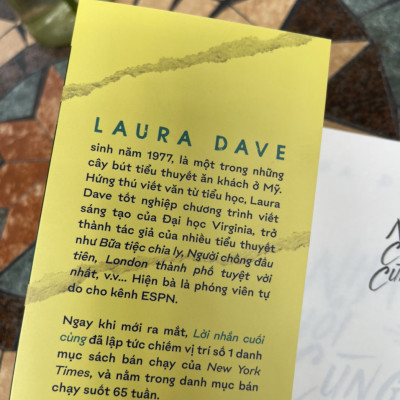 LAURA DAVE
sinh năm 1977, là một trong những
cây bút tiểu thuyết ăn khách ở Mỹ.
Hứng thú viết văn từ tiểu học, Laura
Dave tốt nghiệp chương trình viết
sáng tạo của Đại học Virginia, trở
thành tác giả của nhiều tiểu thuyết
như Bữa tiệc chia ly, Người chồng đầu
tiên, London thành phố tuyệt vời
nhất, v.v... Hiện bà là phóng viên tự
do cho kênh ESPN.
Ngay khi mới ra mắt, Lời nhắn cuối
cùng đã lập tức chiếm vị trí số 1 danh
mục sách bán chạy của New York
Times, và nằm trong danh mục bán
chạy suốt 65 tuần.